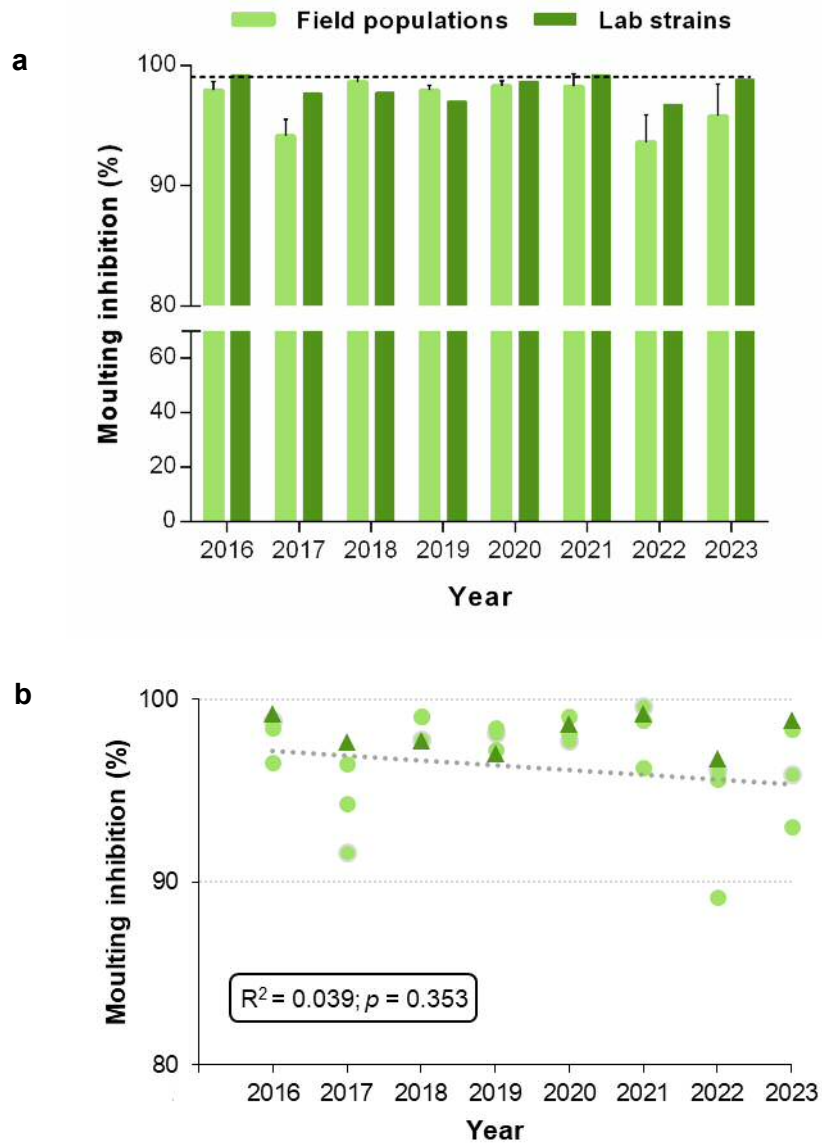 Field populations Lab strains
a
100
90
80
60
40
20
0
Moulting inhibition (%)
2016 2017 2018 2019 2020 2021 2022 2023
Year
b
100
90
80
Moulting inhibition (%)
R² = 0.039; p = 0.353
2016 2017 2018 2019 2020 2021 2022 2023
Year